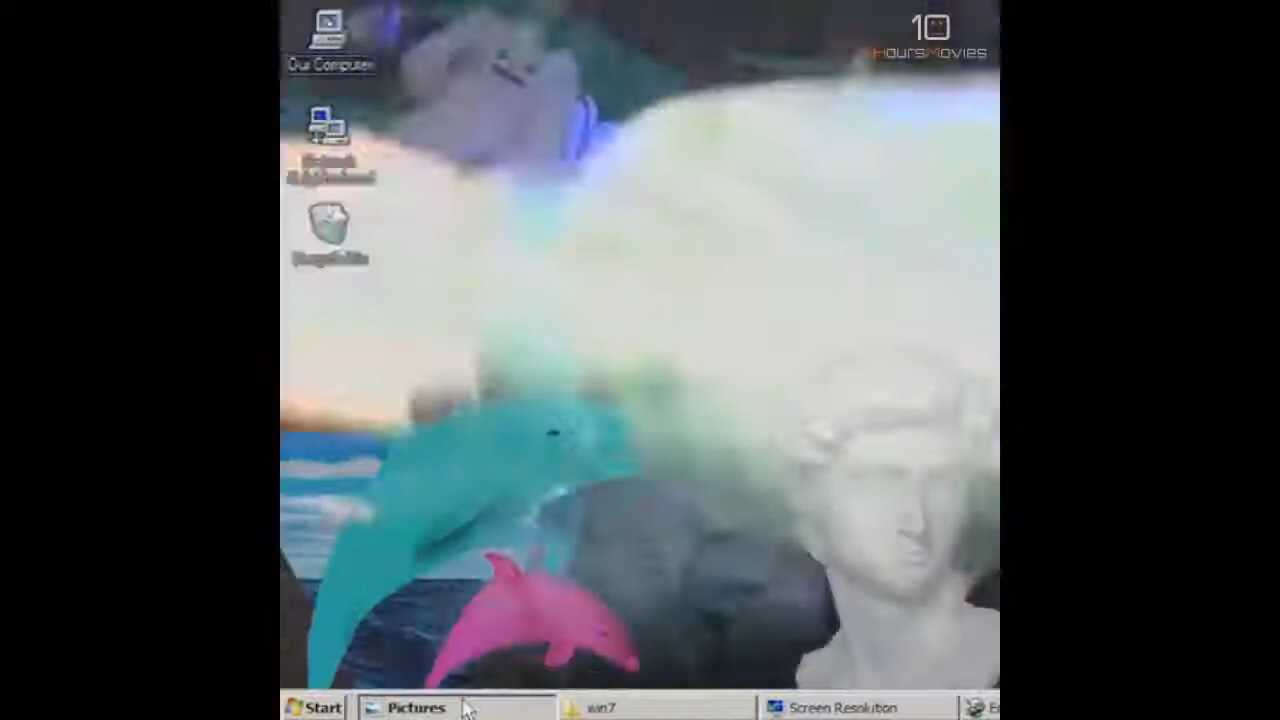 10
HoursMovies
Our Computer
Start
Pictures
win7
Screen Resolution